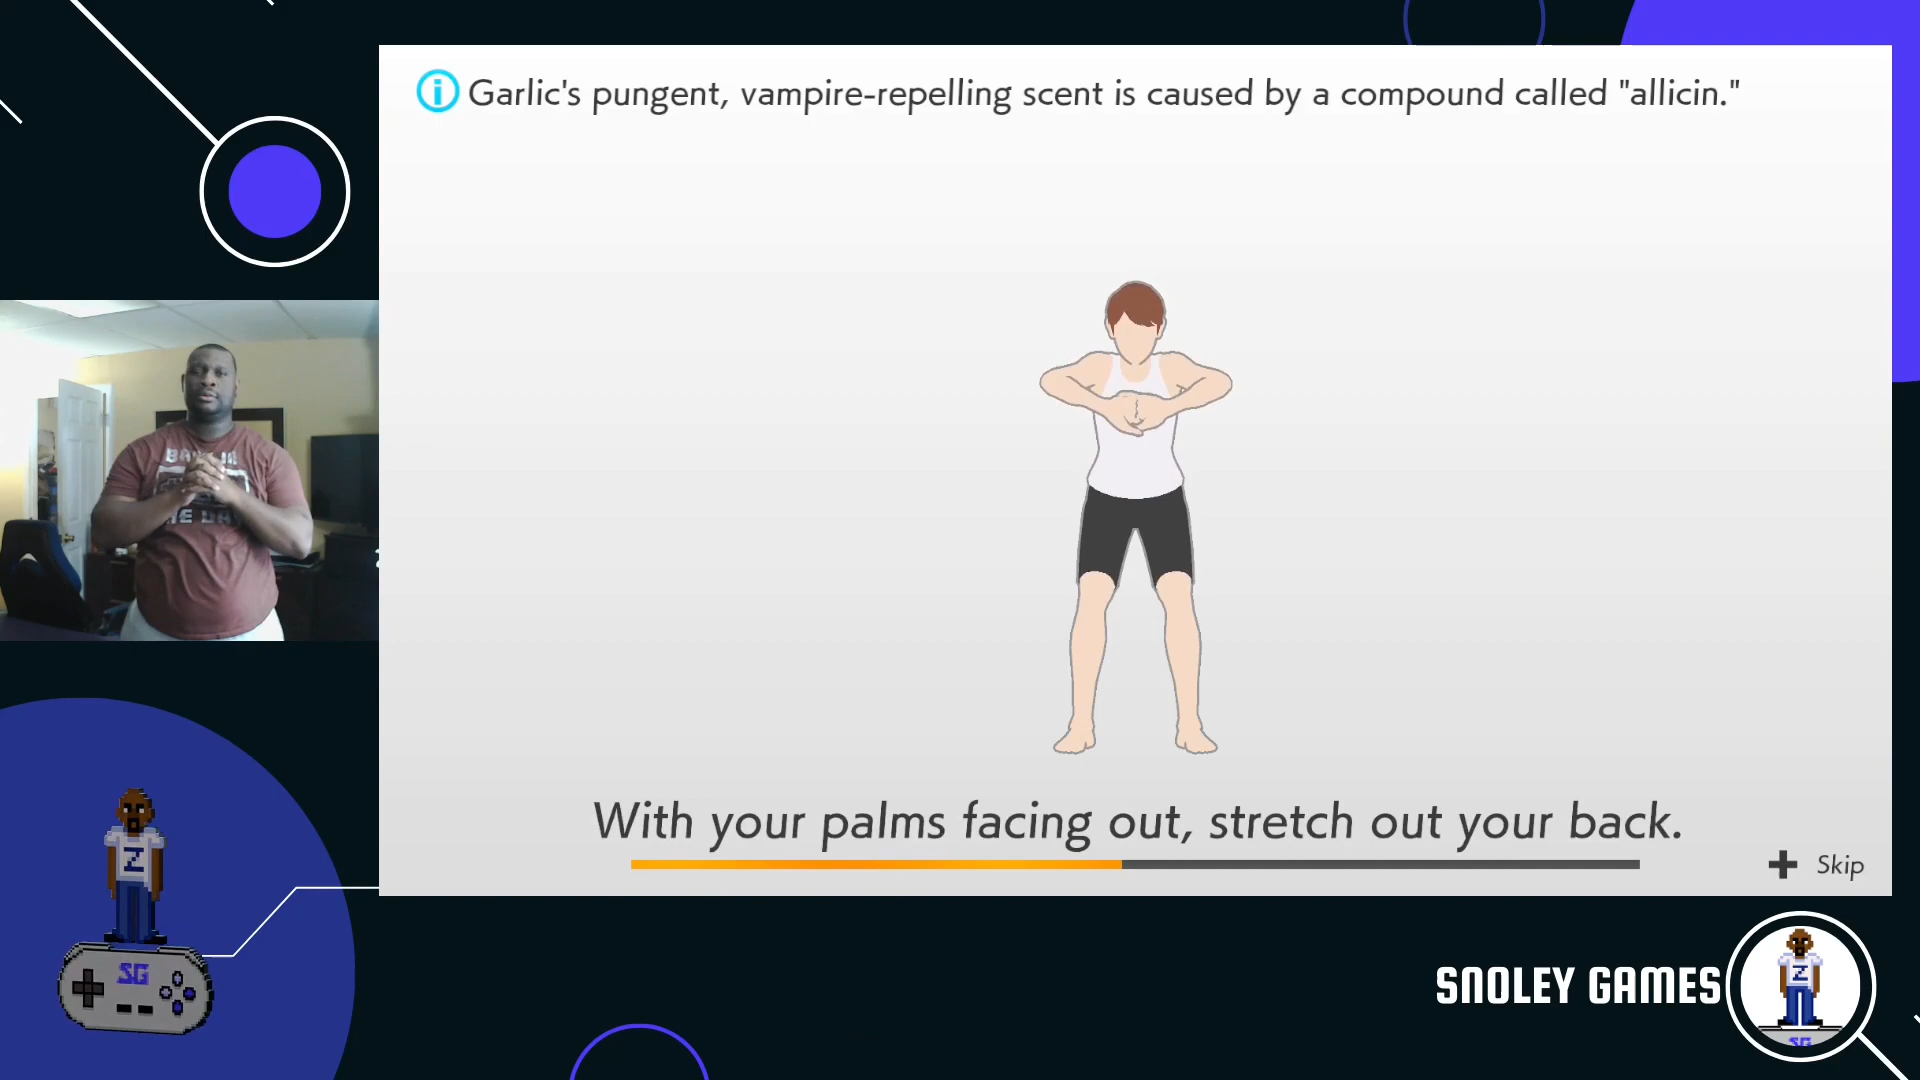 Garlic's pungent, vampire-repelling scent is caused by a compound called "allicin."
With your palms facing out, stretch out your back.
Skip
SNOLEY GAMES
SG
Z
Z
SG